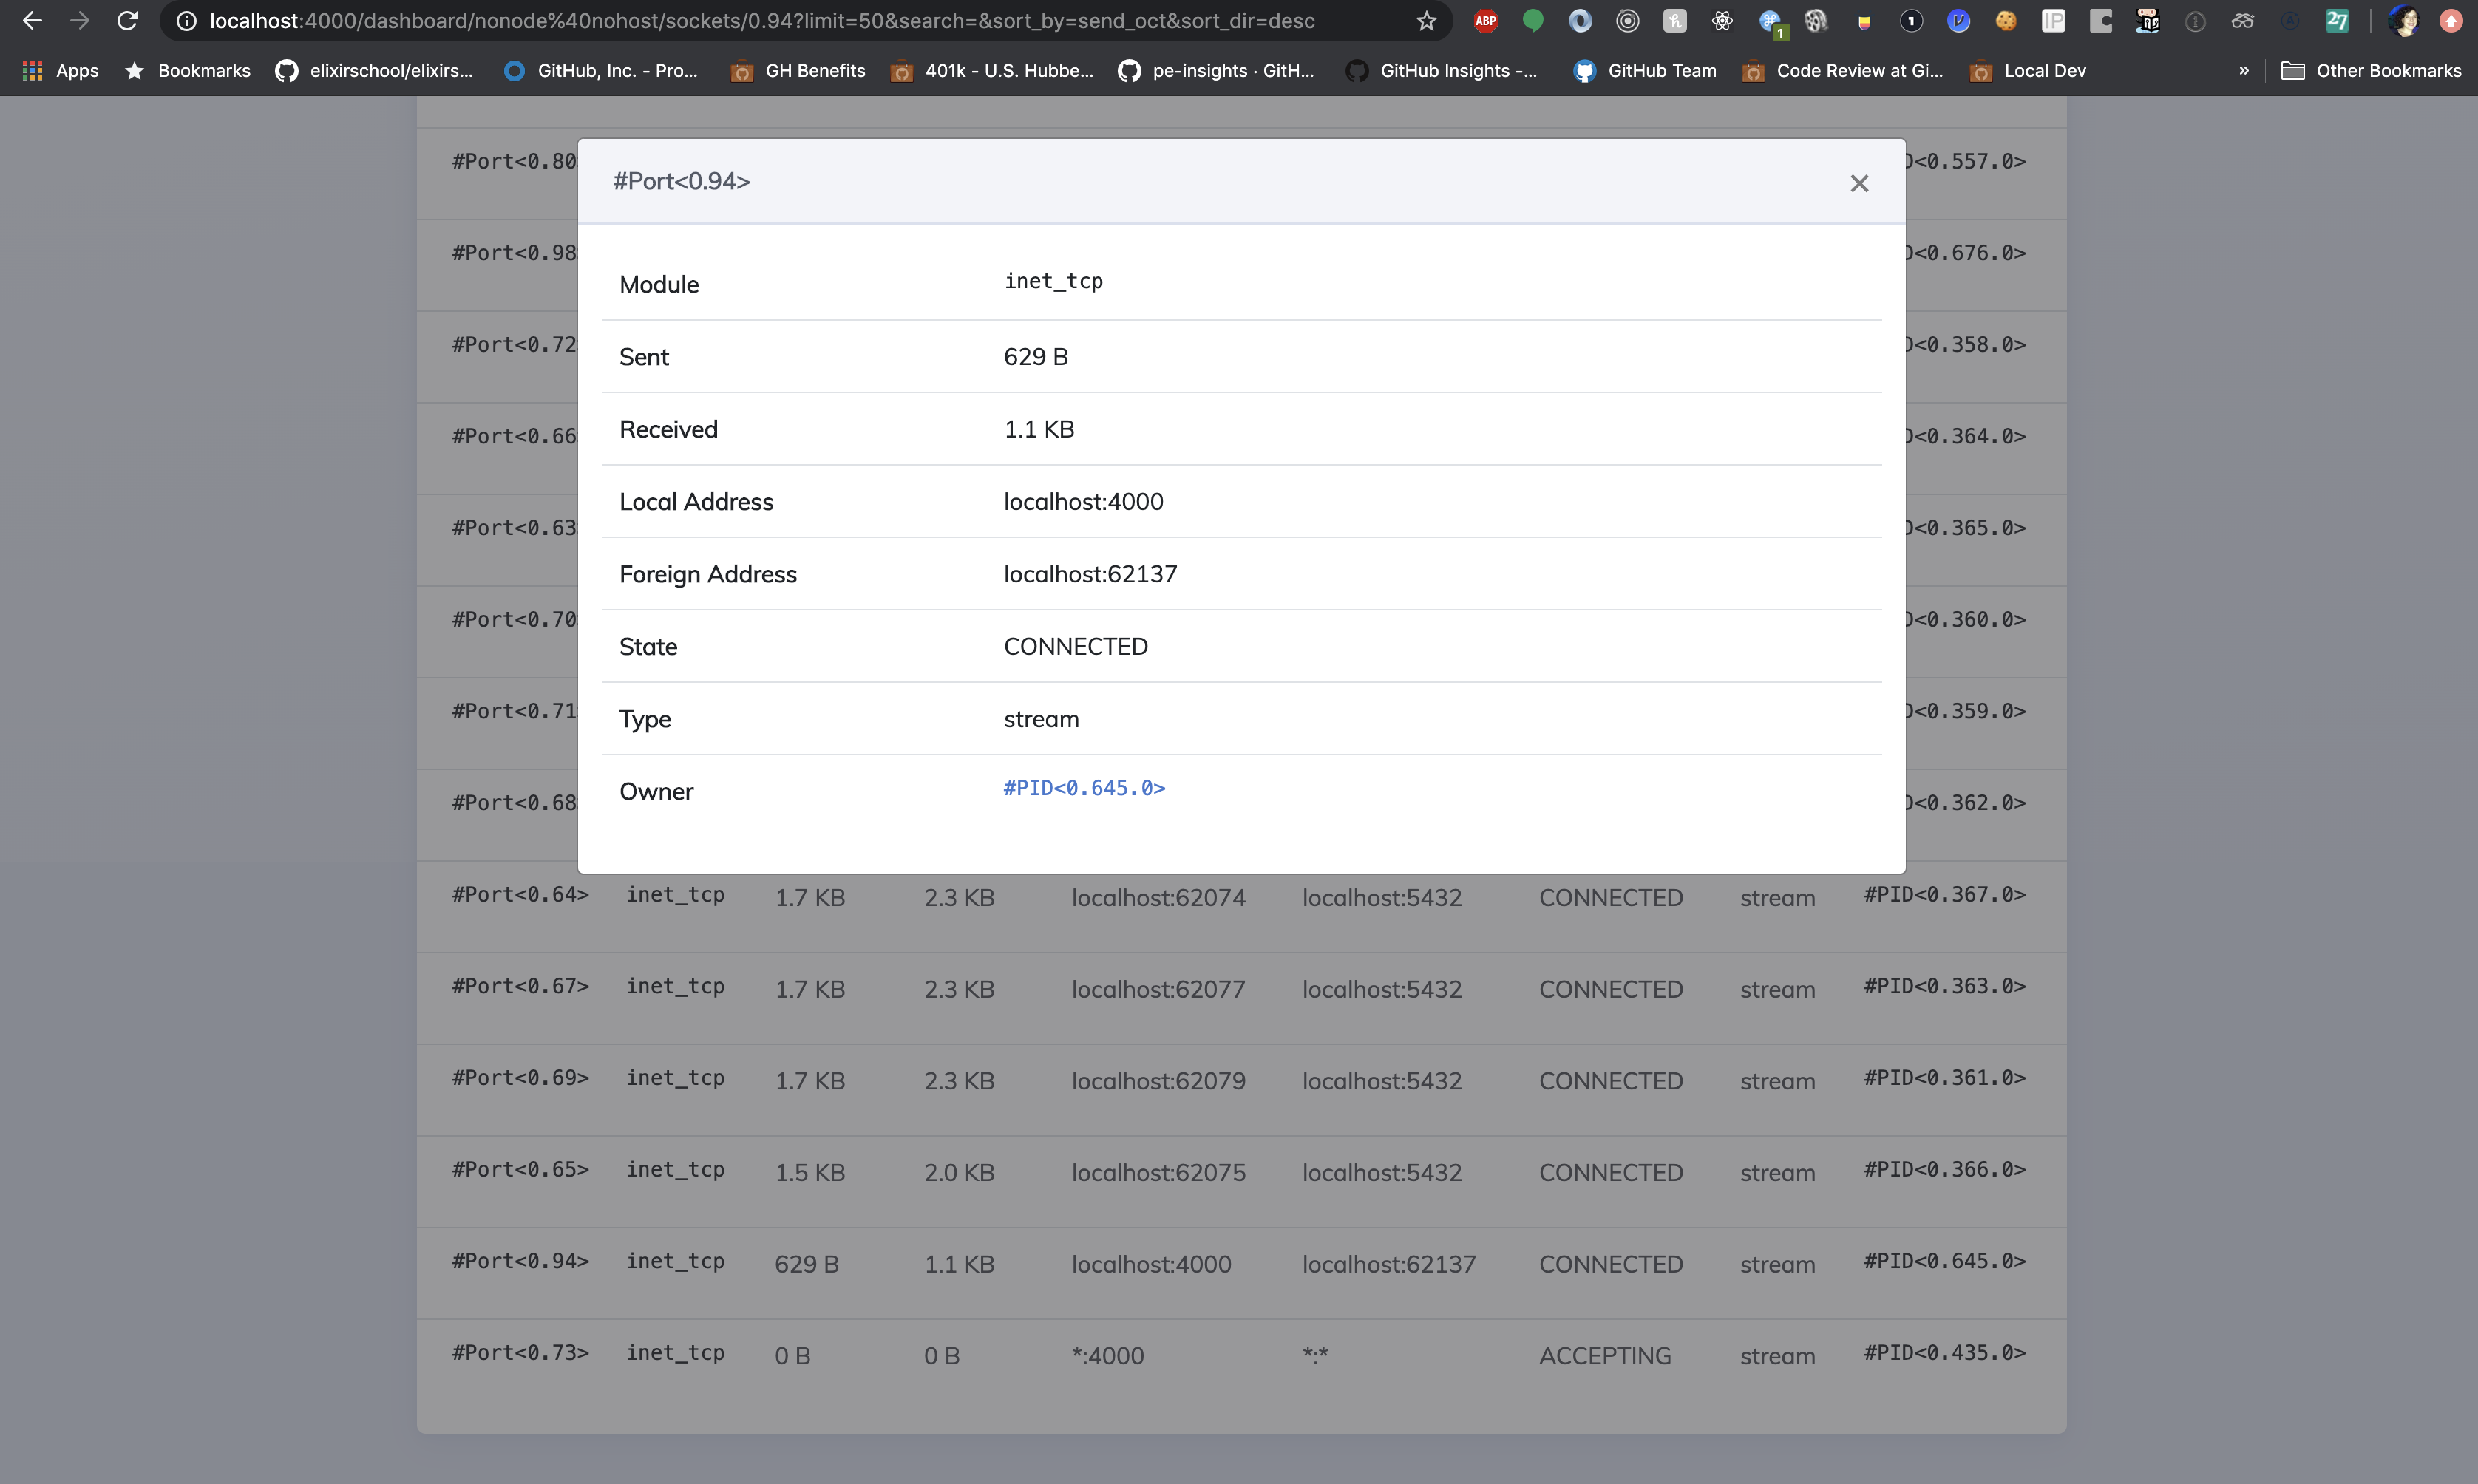 localhost:4000/dashboard/nonode%40nohost/sockets/0.94?limit=50&search=&sort_by=send_oct&sort_dir=desc
ABP
1
1
IP
27
Apps
Bookmarks
elixirschool/elixirs...
GitHub, Inc. - Pro...
GH Benefits
401k - U.S. Hubbe...
pe-insights · GitH...
GitHub Insights -...
GitHub Team
Code Review at Gi...
Local Dev
»
Other Bookmarks
#Port<0.94>
×
Module inet_tcp
Sent 629 B
Received 1.1 KB
Local Address localhost:4000
Foreign Address localhost:62137
State CONNECTED
Type stream
Owner #PID<0.645.0>
#Port<0.80 D<0.557.0>
#Port<0.98 D<0.676.0>
#Port<0.72 D<0.358.0>
#Port<0.66 D<0.364.0>
#Port<0.63 D<0.365.0>
#Port<0.70 D<0.360.0>
#Port<0.71 D<0.359.0>
#Port<0.68 D<0.362.0>
#Port<0.64> inet_tcp 1.7 KB 2.3 KB localhost:62074 localhost:5432 CONNECTED stream #PID<0.367.0>
#Port<0.67> inet_tcp 1.7 KB 2.3 KB localhost:62077 localhost:5432 CONNECTED stream #PID<0.363.0>
#Port<0.69> inet_tcp 1.7 KB 2.3 KB localhost:62079 localhost:5432 CONNECTED stream #PID<0.361.0>
#Port<0.65> inet_tcp 1.5 KB 2.0 KB localhost:62075 localhost:5432 CONNECTED stream #PID<0.366.0>
#Port<0.94> inet_tcp 629 B 1.1 KB localhost:4000 localhost:62137 CONNECTED stream #PID<0.645.0>
#Port<0.73> inet_tcp 0 B 0 B *:4000 *:* ACCEPTING stream #PID<0.435.0>